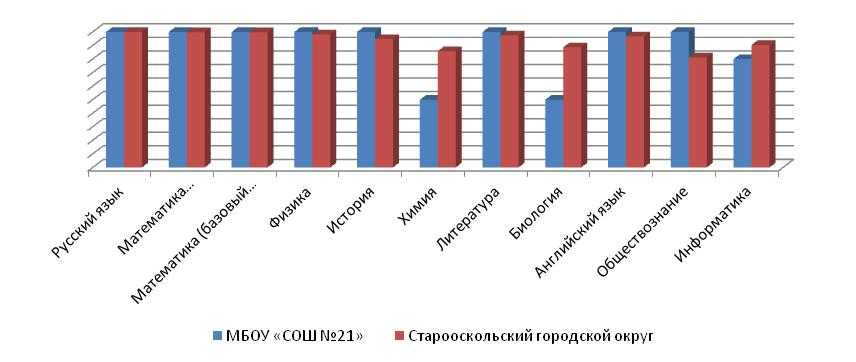 Русский язык
Математика...
Математика (базовый...
Физика
История
Химия
Литература
Биология
Английский язык
Обществознание
Информатика
МБОУ «СОШ №21»
Старооскольский городской округ